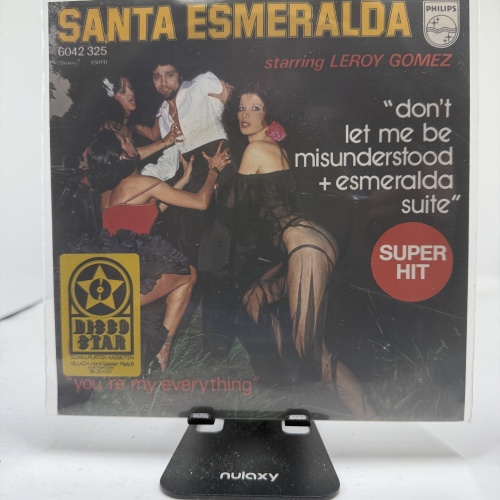 SANTA ESMERALDA
PHILIPS
6042 325
starring LEROY GOMEZ
"don't
let me be
misunderstood
+ esmeralda
suite"
SUPER
HIT
DISCO
STAR
"you're my everything"
nulaxy